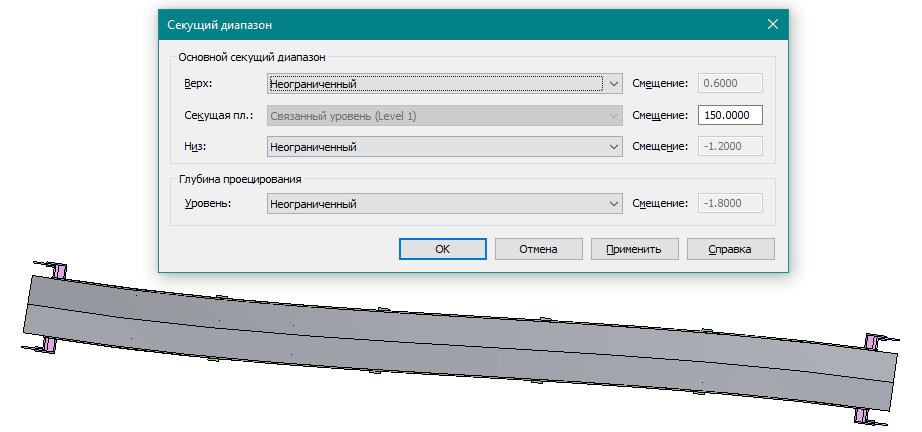 Секущий диапазон
Основной секущий диапазон
Верх: Неограниченный Смещение: 0.6000
Секущая пл.: Связанный уровень (Level 1) Смещение: 150.0000
Низ: Неограниченный Смещение: -1.2000
Глубина проецирования
Уровень: Неограниченный Смещение: -1.8000
ОК Отмена Применить Справка